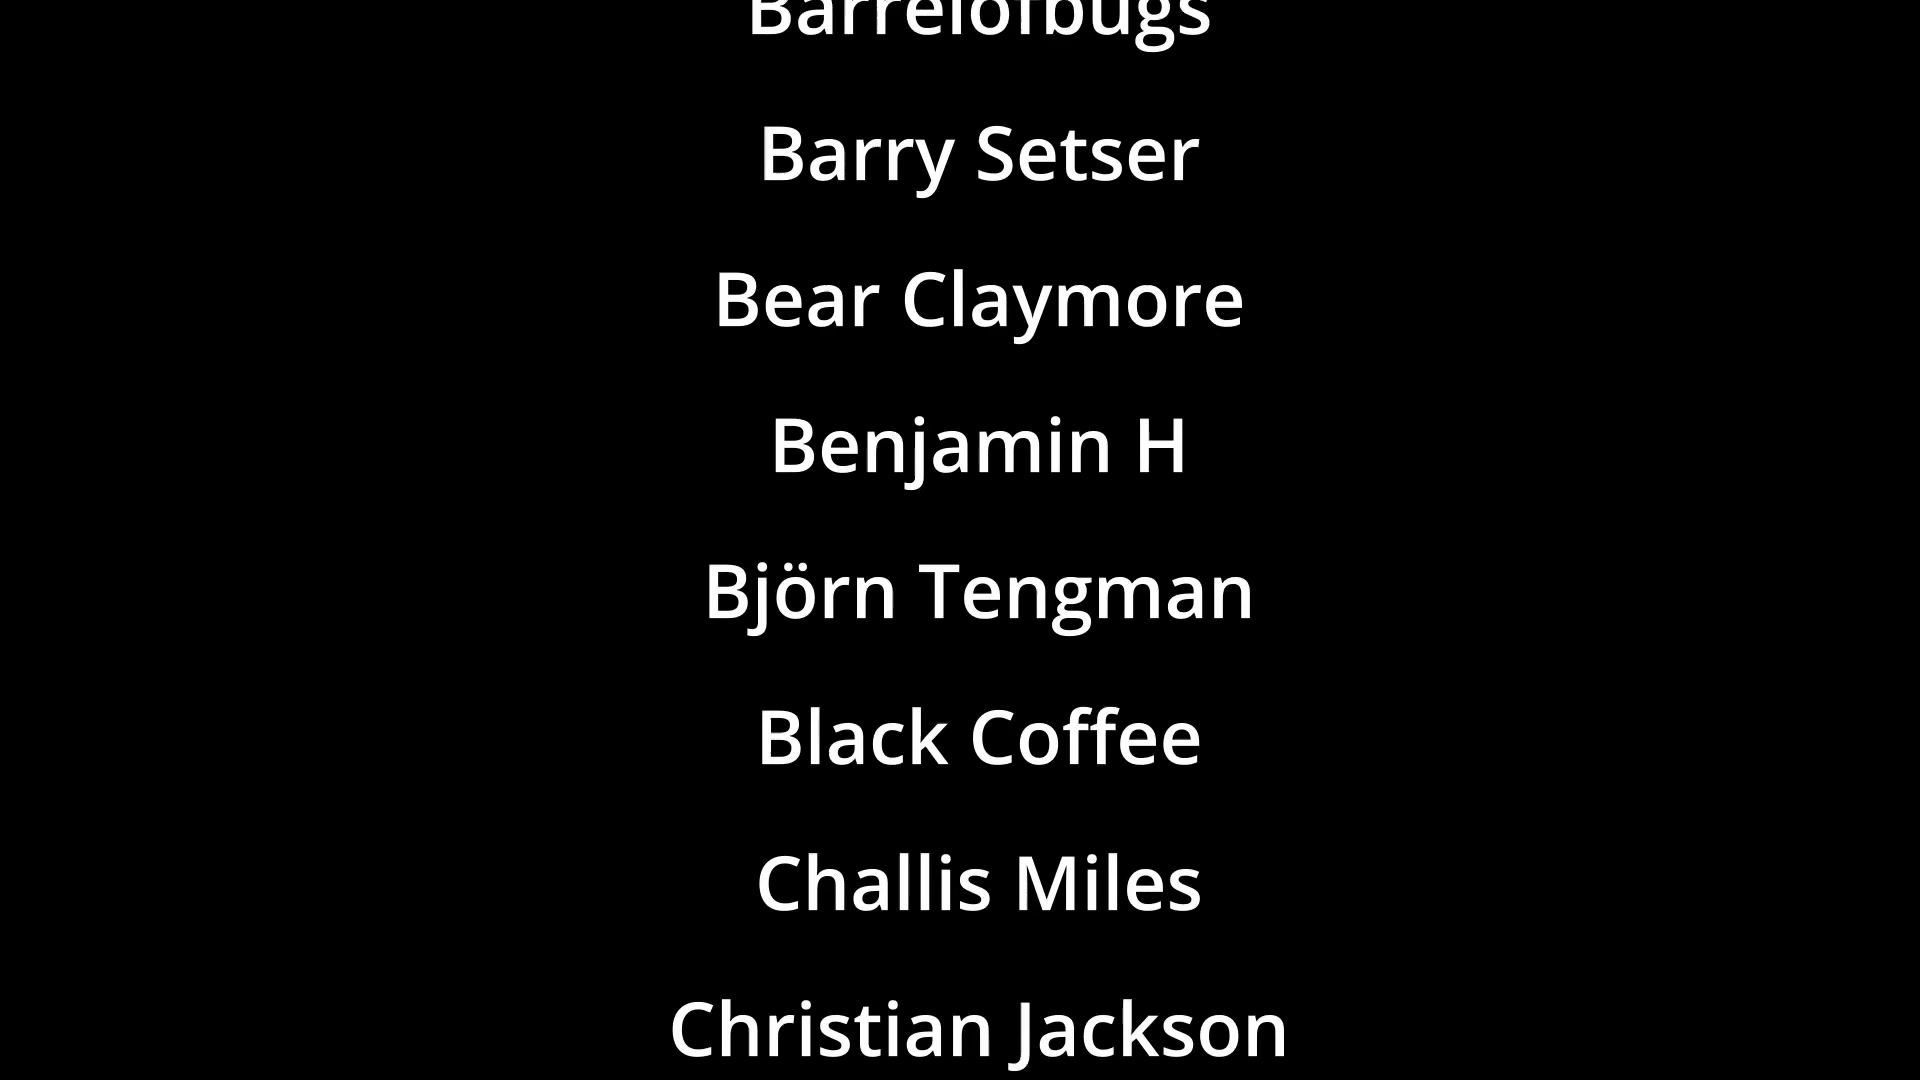 Barrelofbugs
Barry Setser
Bear Claymore
Benjamin H
Björn Tengman
Black Coffee
Challis Miles
Christian Jackson